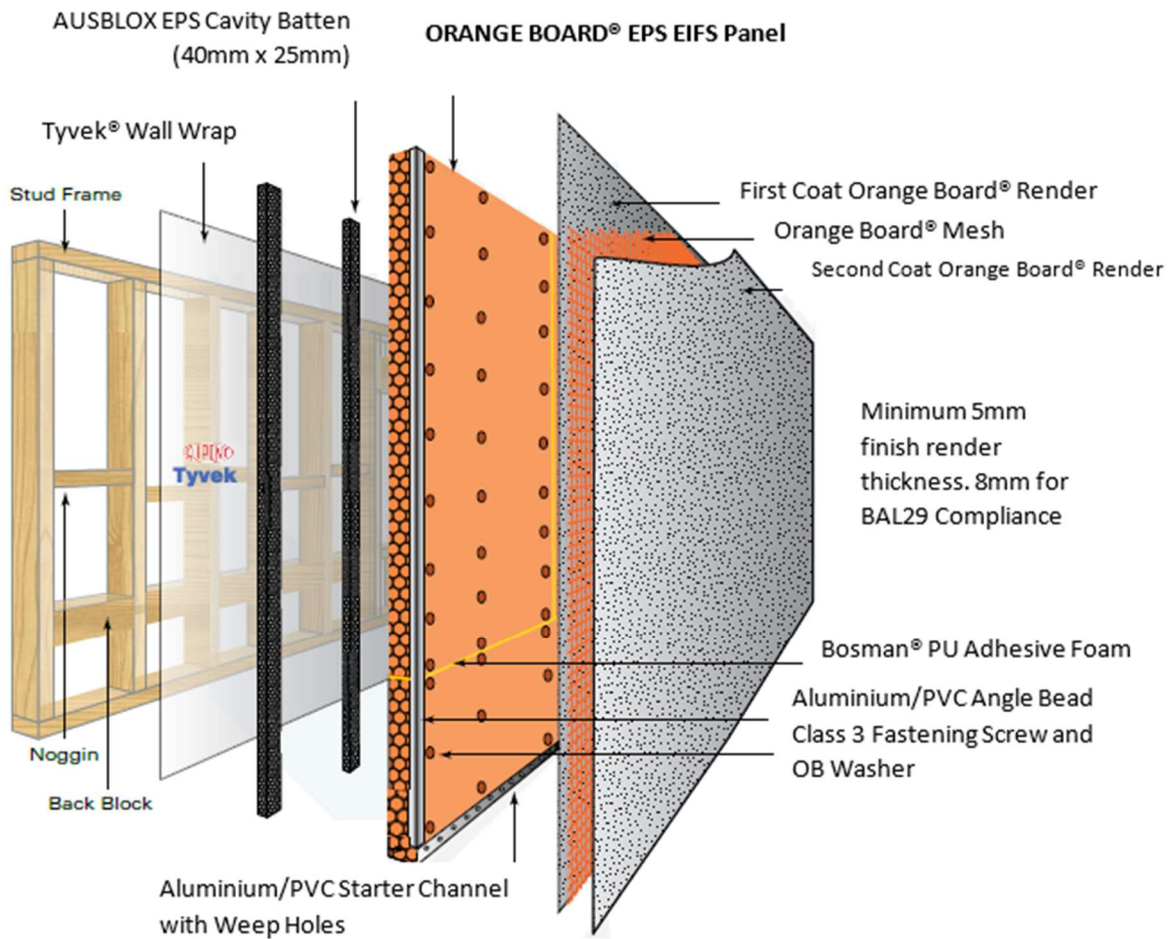 AUSBLOX EPS Cavity Batten
(40mm x 25mm)
ORANGE BOARD® EPS EIFS Panel
Tyvek® Wall Wrap
Stud Frame
First Coat Orange Board® Render
Orange Board® Mesh
Second Coat Orange Board® Render
Minimum 5mm
finish render
thickness. 8mm for
BAL29 Compliance
DUPONT
Tyvek
Bosman® PU Adhesive Foam
Aluminium/PVC Angle Bead
Class 3 Fastening Screw and
OB Washer
Noggin
Back Block
Aluminium/PVC Starter Channel
with Weep Holes